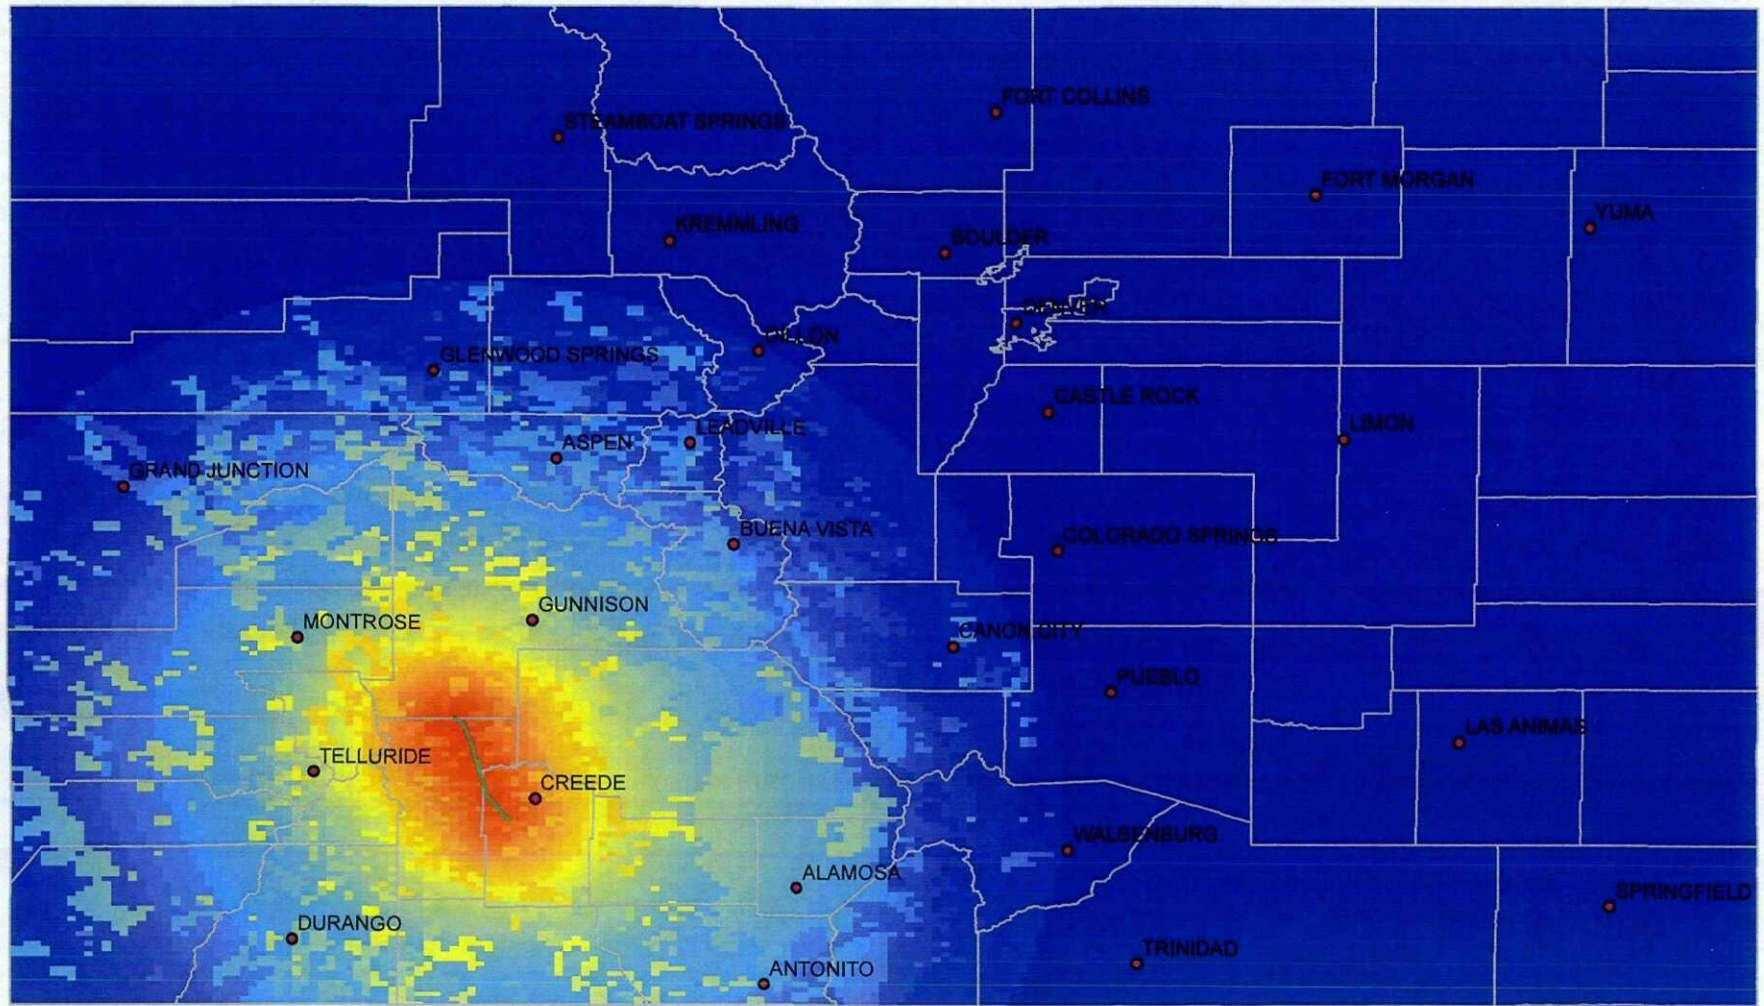 FORT COLLINS
STEAMBOAT SPRINGS
FORT MORGAN
YUMA
KREMMLING
BOULDER
DENVER
DILLON
GLENWOOD SPRINGS
CASTLE ROCK
LIMON
LEADVILLE
ASPEN
GRAND JUNCTION
BUENA VISTA
COLORADO SPRINGS
GUNNISON
MONTROSE
CANON CITY
PUEBLO
LAS ANIMAS
TELLURIDE
CREEDE
WALSENBURG
ALAMOSA
SPRINGFIELD
DURANGO
TRINIDAD
ANTONITO